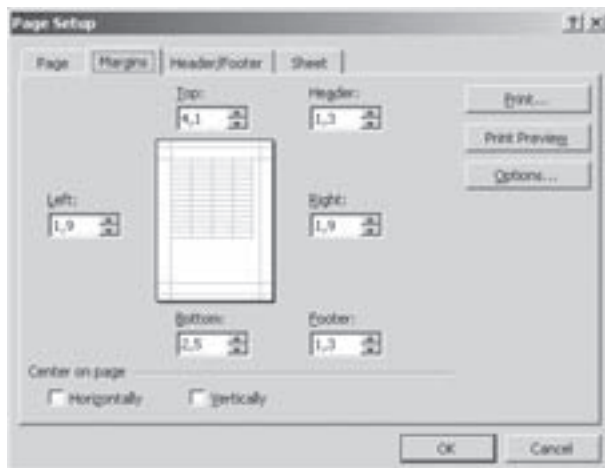 Page Setup
Page Margins Header/Footer Sheet
Top: Header:
4,1 1,3
Print...
Print Preview
Options...
Left: Right:
1,9 1,9
Bottom: Footer:
2,5 1,3
Center on page
Horizontally Vertically
OK Cancel